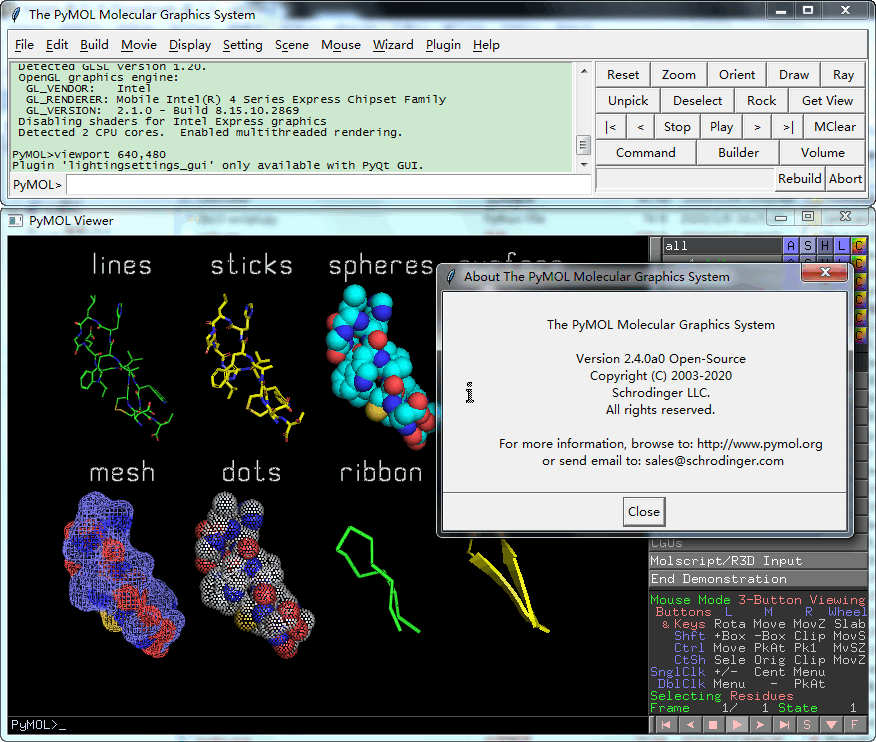 The PyMOL Molecular Graphics System
File Edit Build Movie Display Setting Scene Mouse Wizard Plugin Help
Detected GLSL version 1.20.
OpenGL graphics engine:
GL_VENDOR: Intel
GL_RENDERER: Mobile Intel(R) 4 Series Express Chipset Family
GL_VERSION: 2.1.0 - Build 8.15.10.2869
Disabling shaders for Intel Express graphics
Detected 2 CPU cores. Enabled multithreaded rendering.
PyMOL>viewport 640,480
Plugin 'lightingsettings_gui' only available with PyQt GUI.
PyMOL>
Reset Zoom Orient Draw Ray
Unpick Deselect Rock Get View
|< < Stop Play > >| MClear
Command Builder Volume
Rebuild Abort
PyMOL Viewer
lines sticks spheres surface
mesh dots ribbon
all A S H L C
About The PyMOL Molecular Graphics System
The PyMOL Molecular Graphics System
Version 2.4.0a0 Open-Source
Copyright (C) 2003-2020
Schrodinger LLC.
All rights reserved.
For more information, browse to: http://www.pymol.org
or send email to: sales@schrodinger.com
Close
CGOs
Molscript/R3D Input
End Demonstration
Mouse Mode 3-Button Viewing
Buttons L M R Wheel
& Keys Rota Move MovZ Slab
Shft +Box -Box Clip MovS
Ctrl Move PkAt Pk1 MvSZ
CtSh Sele Orig Clip MovZ
SnglClk +/- Cent Menu
DblClk Menu - PkAt
Selecting Residues
Frame 1/ 1 State 1
PyMOL>_
S F